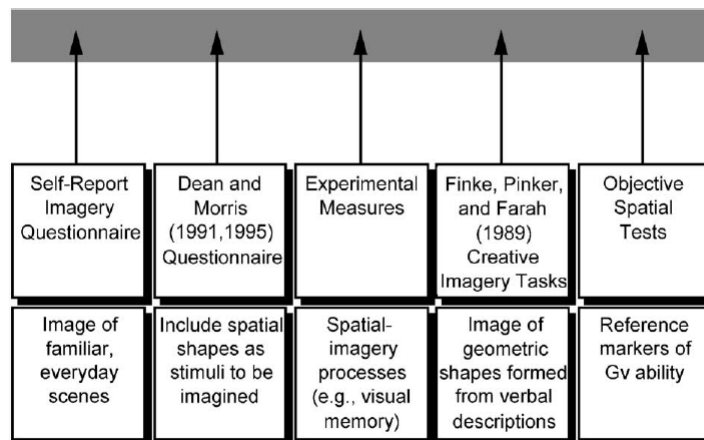 Self-Report
Imagery
Questionnaire
Dean and
Morris
(1991,1995)
Questionnaire
Experimental
Measures
Finke, Pinker,
and Farah
(1989)
Creative
Imagery Tasks
Objective
Spatial
Tests
Image of
familiar,
everyday
scenes
Include spatial
shapes as
stimuli to be
imagined
Spatial-
imagery
processes
(e.g., visual
memory)
Image of
geometric
shapes formed
from verbal
descriptions
Reference
markers of
Gv ability